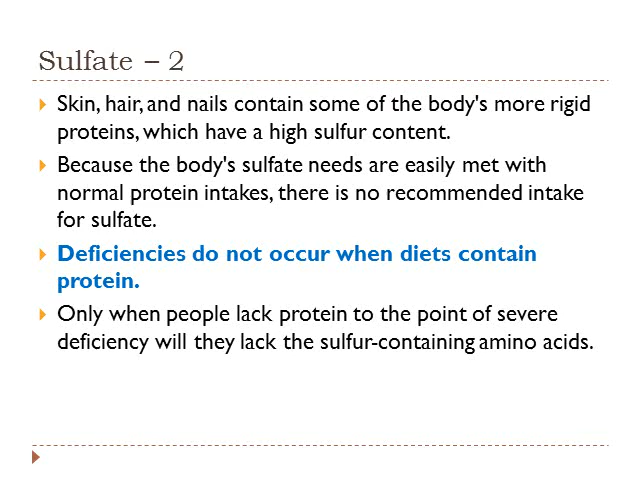 Sulfate – 2
Skin, hair, and nails contain some of the body's more rigid
proteins, which have a high sulfur content.
Because the body's sulfate needs are easily met with
normal protein intakes, there is no recommended intake
for sulfate.
Deficiencies do not occur when diets contain
protein.
Only when people lack protein to the point of severe
deficiency will they lack the sulfur-containing amino acids.